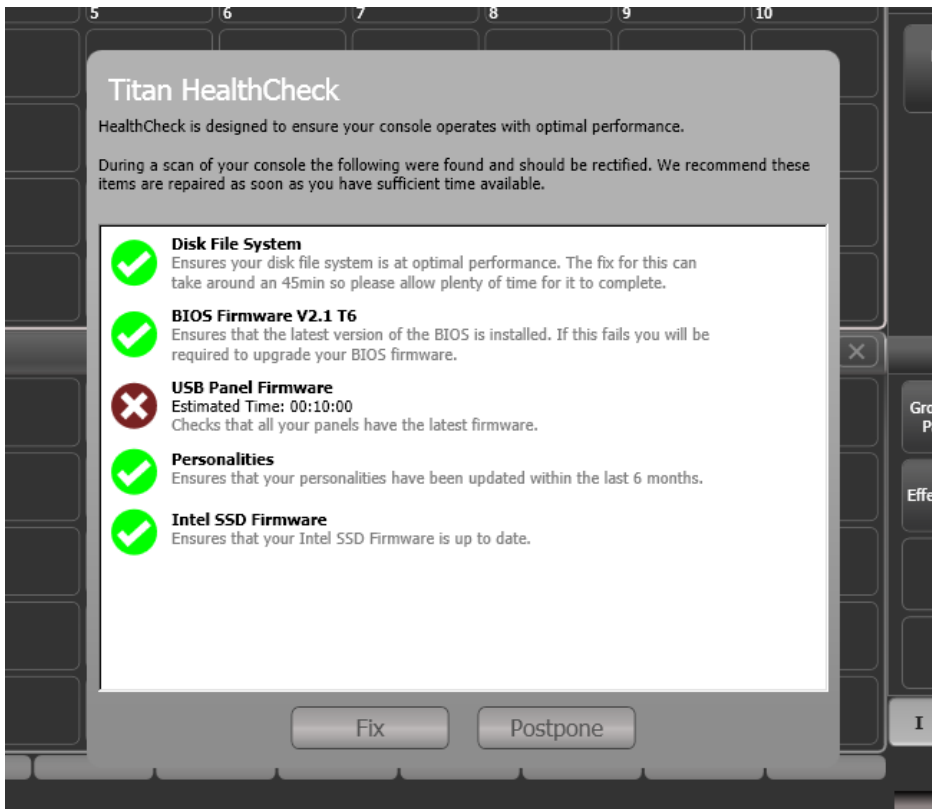 5 6 7 8 9 10
Titan HealthCheck
HealthCheck is designed to ensure your console operates with optimal performance.
During a scan of your console the following were found and should be rectified. We recommend these
items are repaired as soon as you have sufficient time available.
Disk File System
Ensures your disk file system is at optimal performance. The fix for this can
take around an 45min so please allow plenty of time for it to complete.
BIOS Firmware V2.1 T6
Ensures that the latest version of the BIOS is installed. If this fails you will be
required to upgrade your BIOS firmware.
USB Panel Firmware
Estimated Time: 00:10:00
Checks that all your panels have the latest firmware.
Personalities
Ensures that your personalities have been updated within the last 6 months.
Intel SSD Firmware
Ensures that your Intel SSD Firmware is up to date.
Fix
Postpone
Gro
P
Effe
I